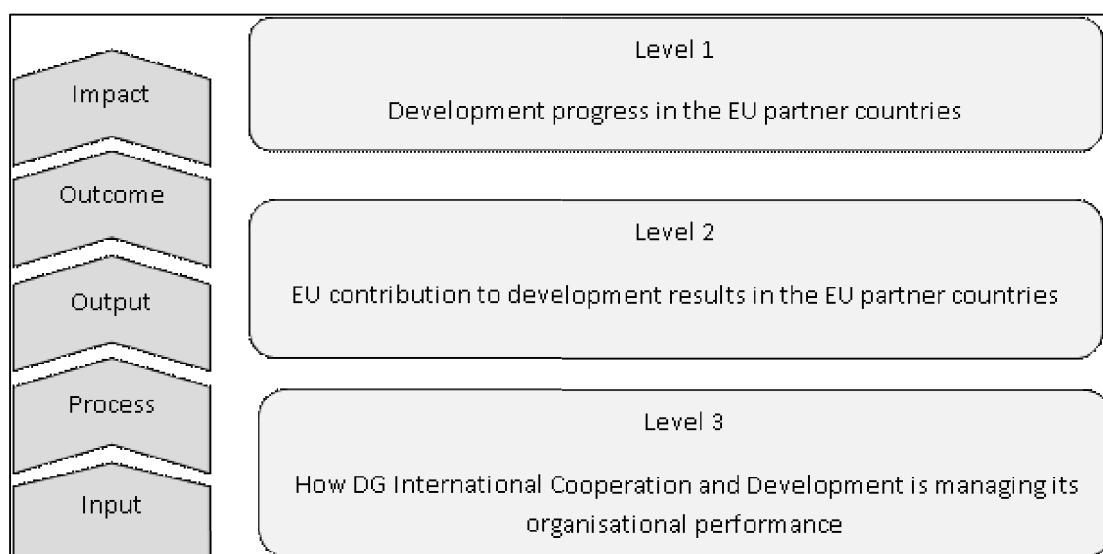 Impact
Outcome
Output
Process
Input
Level 1
Development progress in the EU partner countries
Level 2
EU contribution to development results in the EU partner countries
Level 3
How DG International Cooperation and Development is managing its
organisational performance